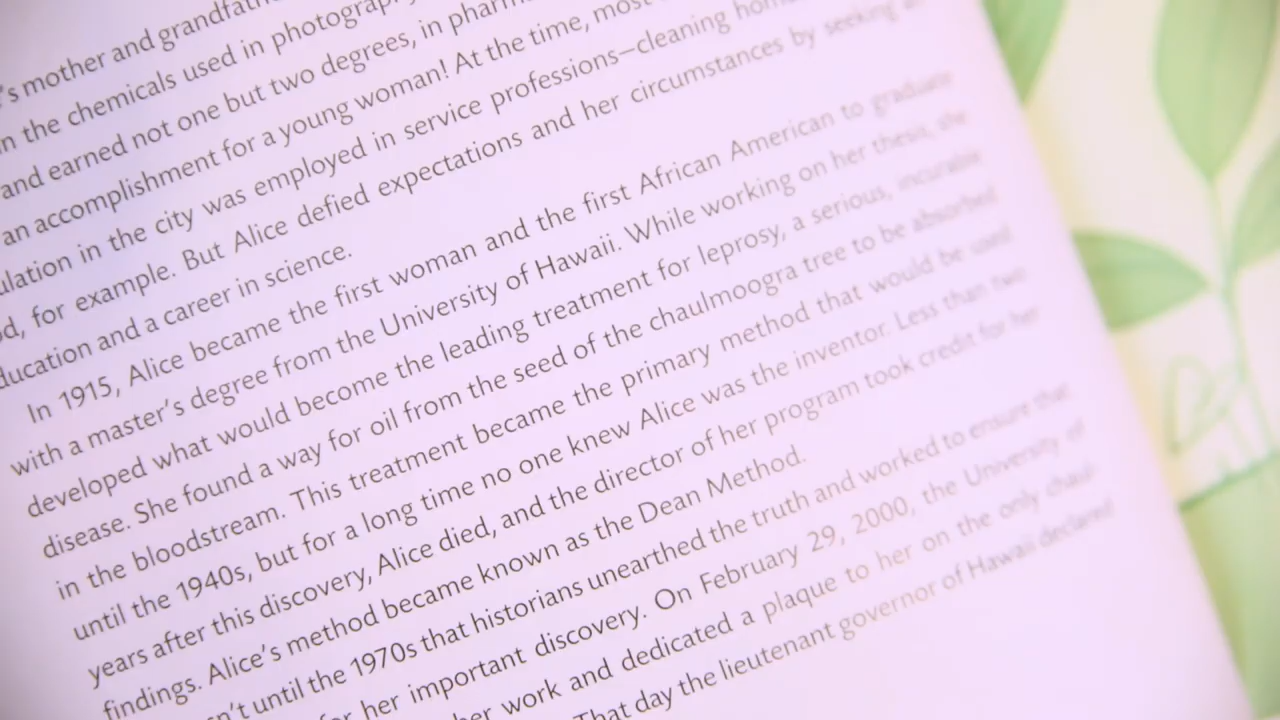 's mother and grandfath
n the chemicals used in photography
and earned not one but two degrees, in pharm
an accomplishment for a young woman! At the time, most
ulation in the city was employed in service professions—cleaning hom
d, for example. But Alice defied expectations and her circumstances by seeking an
ducation and a career in science.
In 1915, Alice became the first woman and the first African American to graduate
with a master's degree from the University of Hawaii. While working on her thesis, she
developed what would become the leading treatment for leprosy, a serious, incurable
disease. She found a way for oil from the seed of the chaulmoogra tree to be absorbed
in the bloodstream. This treatment became the primary method that would be used
until the 1940s, but for a long time no one knew Alice was the inventor. Less than two
years after this discovery, Alice died, and the director of her program took credit for her
findings. Alice's method became known as the Dean Method.
n't until the 1970s that historians unearthed the truth and worked to ensure that
her important discovery. On February 29, 2000, the University of
her work and dedicated a plaque to her on the only chaul-
That day the lieutenant governor of Hawaii declared